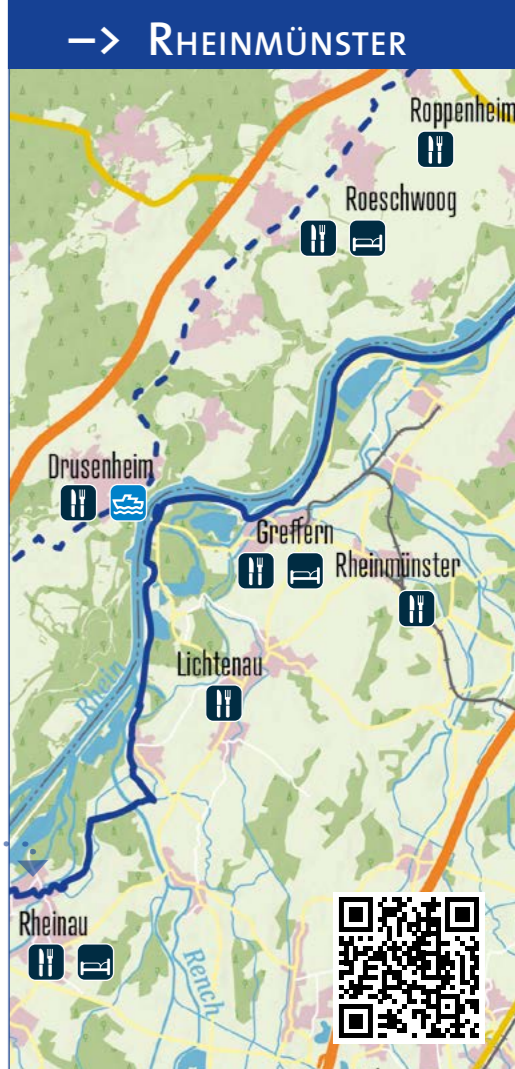 –> RHEINMÜNSTER
Roppenheim
Roeschwoog
Drusenheim
Greffern
Rheinmünster
Lichtenau
Rhein
Rheinau
Rench